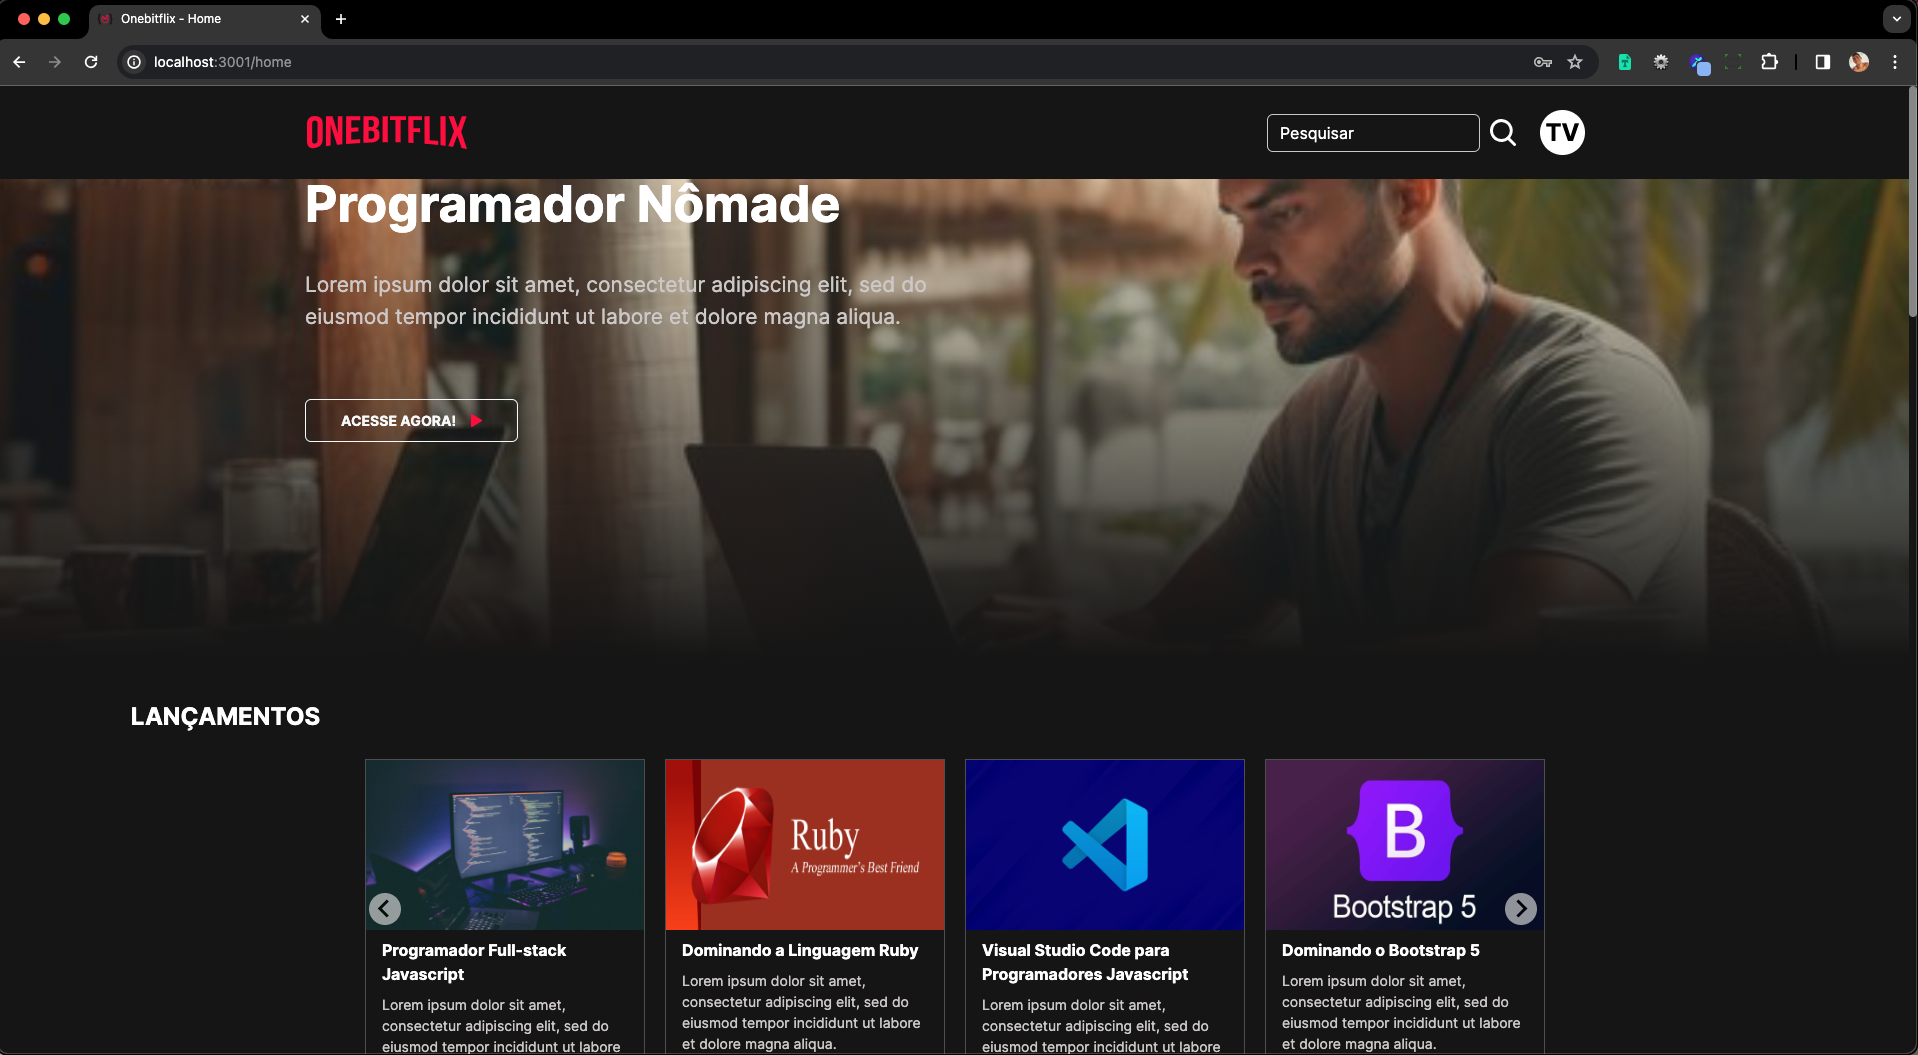 Onebitflix - Home
localhost:3001/home
ONEBITFLIX
Pesquisar
TV
Programador Nômade
Lorem ipsum dolor sit amet, consectetur adipiscing elit, sed do
eiusmod tempor incididunt ut labore et dolore magna aliqua.
ACESSE AGORA!
LANÇAMENTOS
Ruby
A Programmer's Best Friend
B
Bootstrap 5
Programador Full-stack
Javascript
Lorem ipsum dolor sit amet,
consectetur adipiscing elit, sed do
eiusmod tempor incididunt ut labore
Dominando a Linguagem Ruby
Lorem ipsum dolor sit amet,
consectetur adipiscing elit, sed do
eiusmod tempor incididunt ut labore
et dolore magna aliqua.
Visual Studio Code para
Programadores Javascript
Lorem ipsum dolor sit amet,
consectetur adipiscing elit, sed do
eiusmod tempor incididunt ut labore
Dominando o Bootstrap 5
Lorem ipsum dolor sit amet,
consectetur adipiscing elit, sed do
eiusmod tempor incididunt ut labore
et dolore magna aliqua.